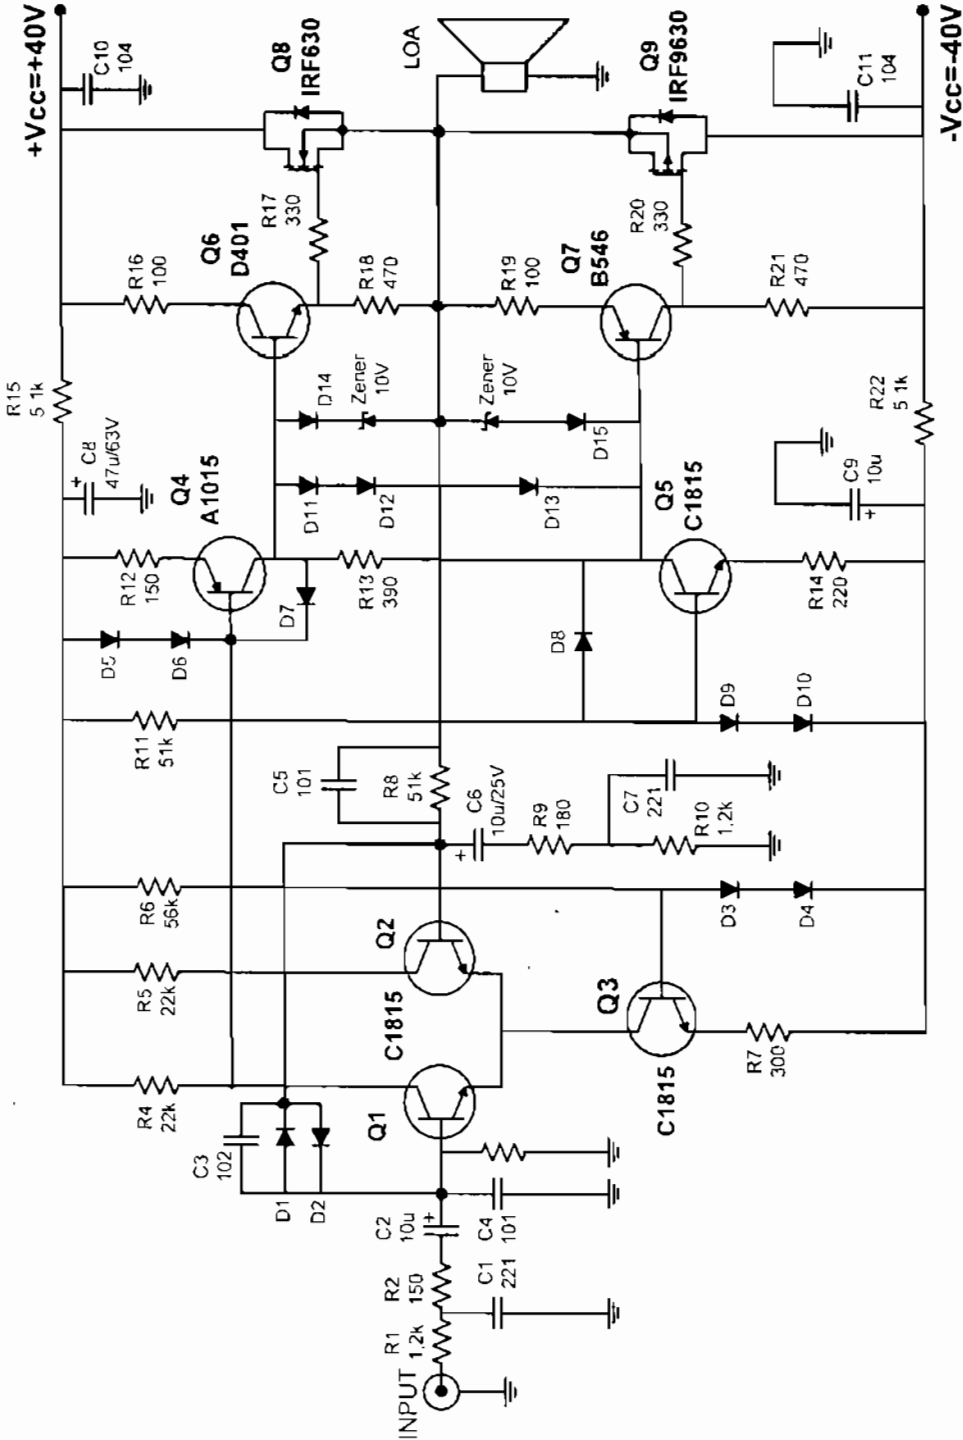 INPUT
R1
1,2k
R2
150
C2
10u
+
C1
221
C4
101
C3
102
D1
D2
R4
22k
R5
22k
R6
56k
Q1
C1815
Q2
Q3
C1815
R7
300
D3
D4
C5
101
R8
51k
C6
10u/25V
+
R9
180
C7
221
R10
1,2k
R11
51k
D5
D6
D7
D8
D9
D10
R12
150
Q4
A1015
R13
390
Q5
C1815
R14
220
C8
47u/63V
+
R15
5 1k
C9
10u
+
R22
5 1k
D11
D12
D13
D14
Zener
10V
Zener
10V
D15
R16
100
Q6
D401
R17
330
R18
470
R19
100
Q7
B546
R20
330
R21
470
+Vcc=+40V
C10
104
Q8
IRF630
LOA
Q9
IRF9630
C11
104
-Vcc=-40V